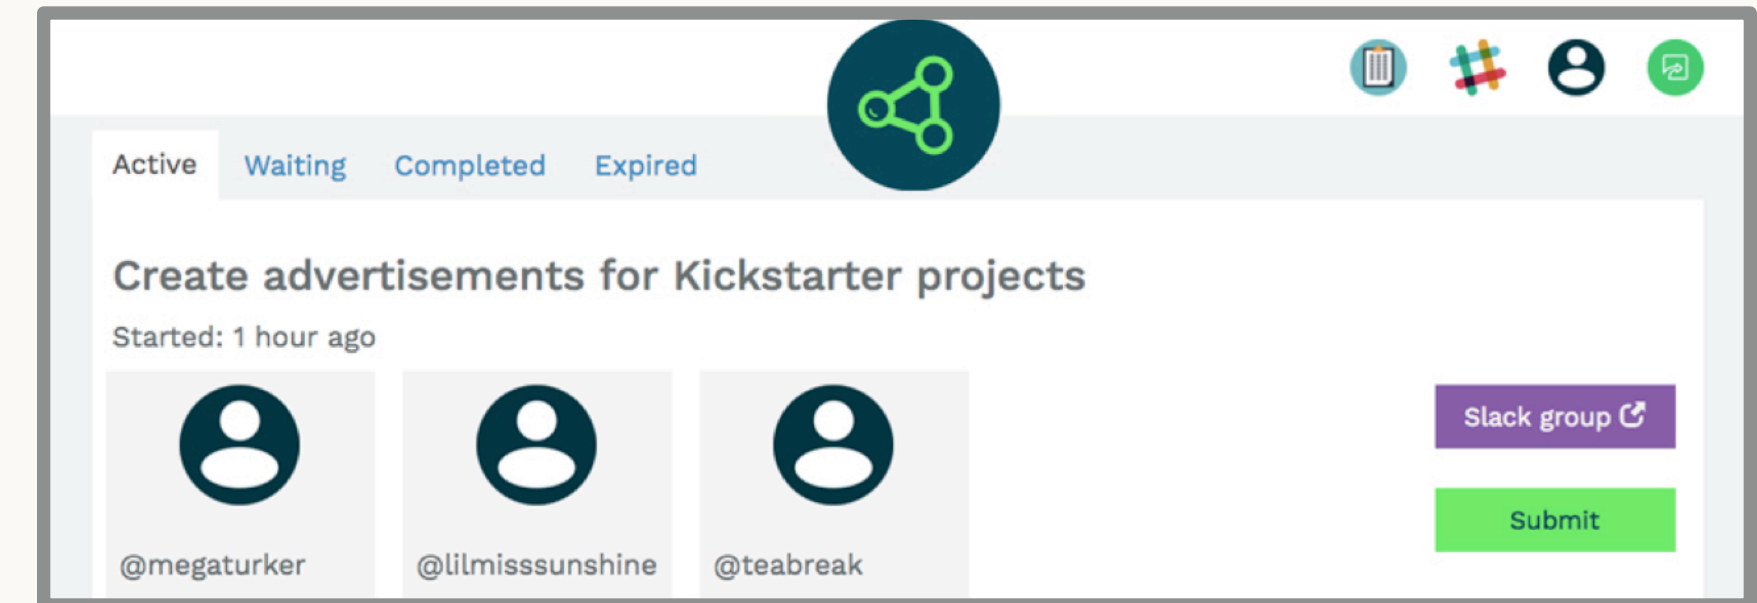 Active Waiting Completed Expired
Create advertisements for Kickstarter projects
Started: 1 hour ago
Slack group
Submit
@megaturker @lilmisssunshine @teabreak